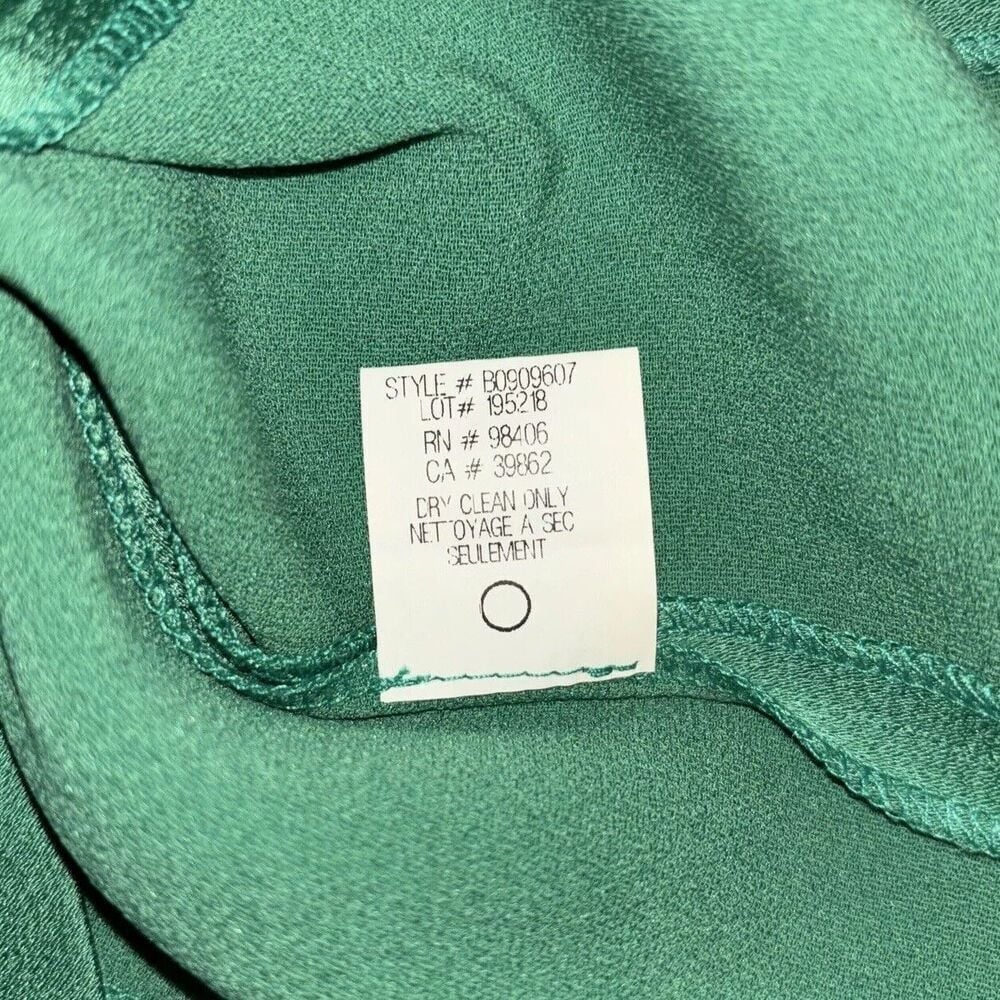 STYLE # B0909607
LOT# 195218
RN # 98406
CA # 39862
DRY CLEAN ONLY
NETTOYAGE A SEC
SEULEMENT